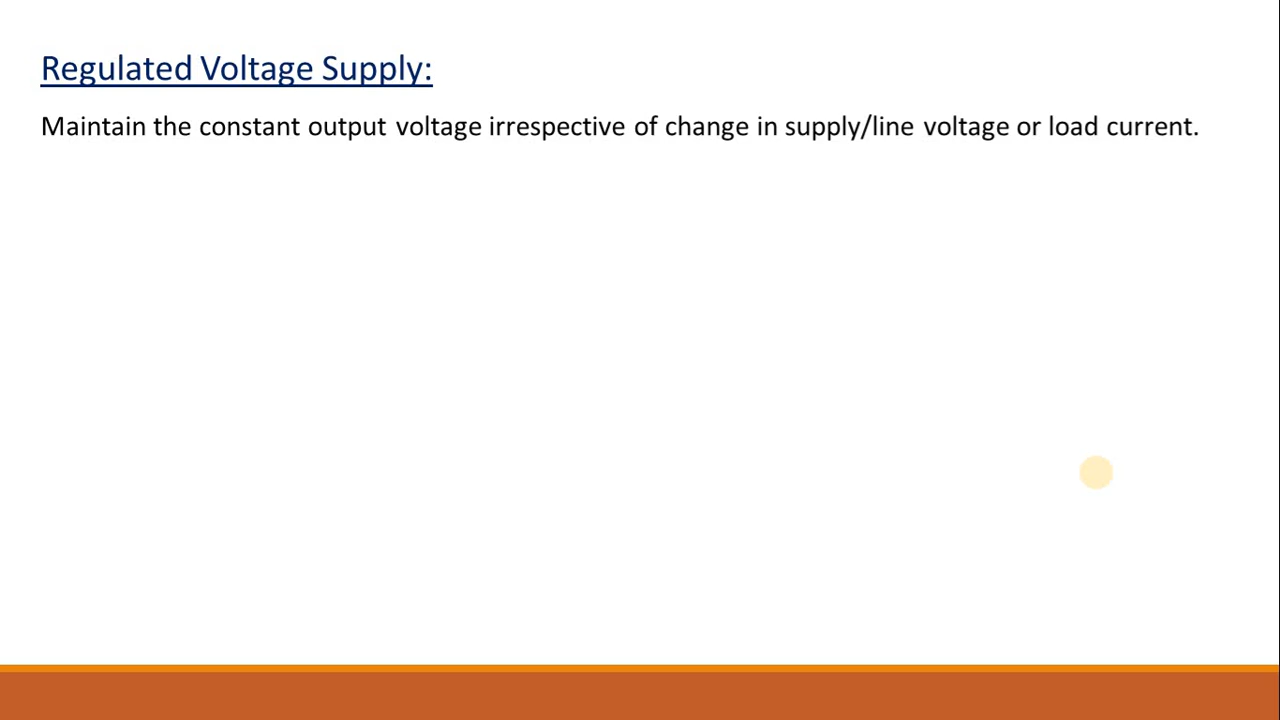 Regulated Voltage Supply:
Maintain the constant output voltage irrespective of change in supply/line voltage or load current.